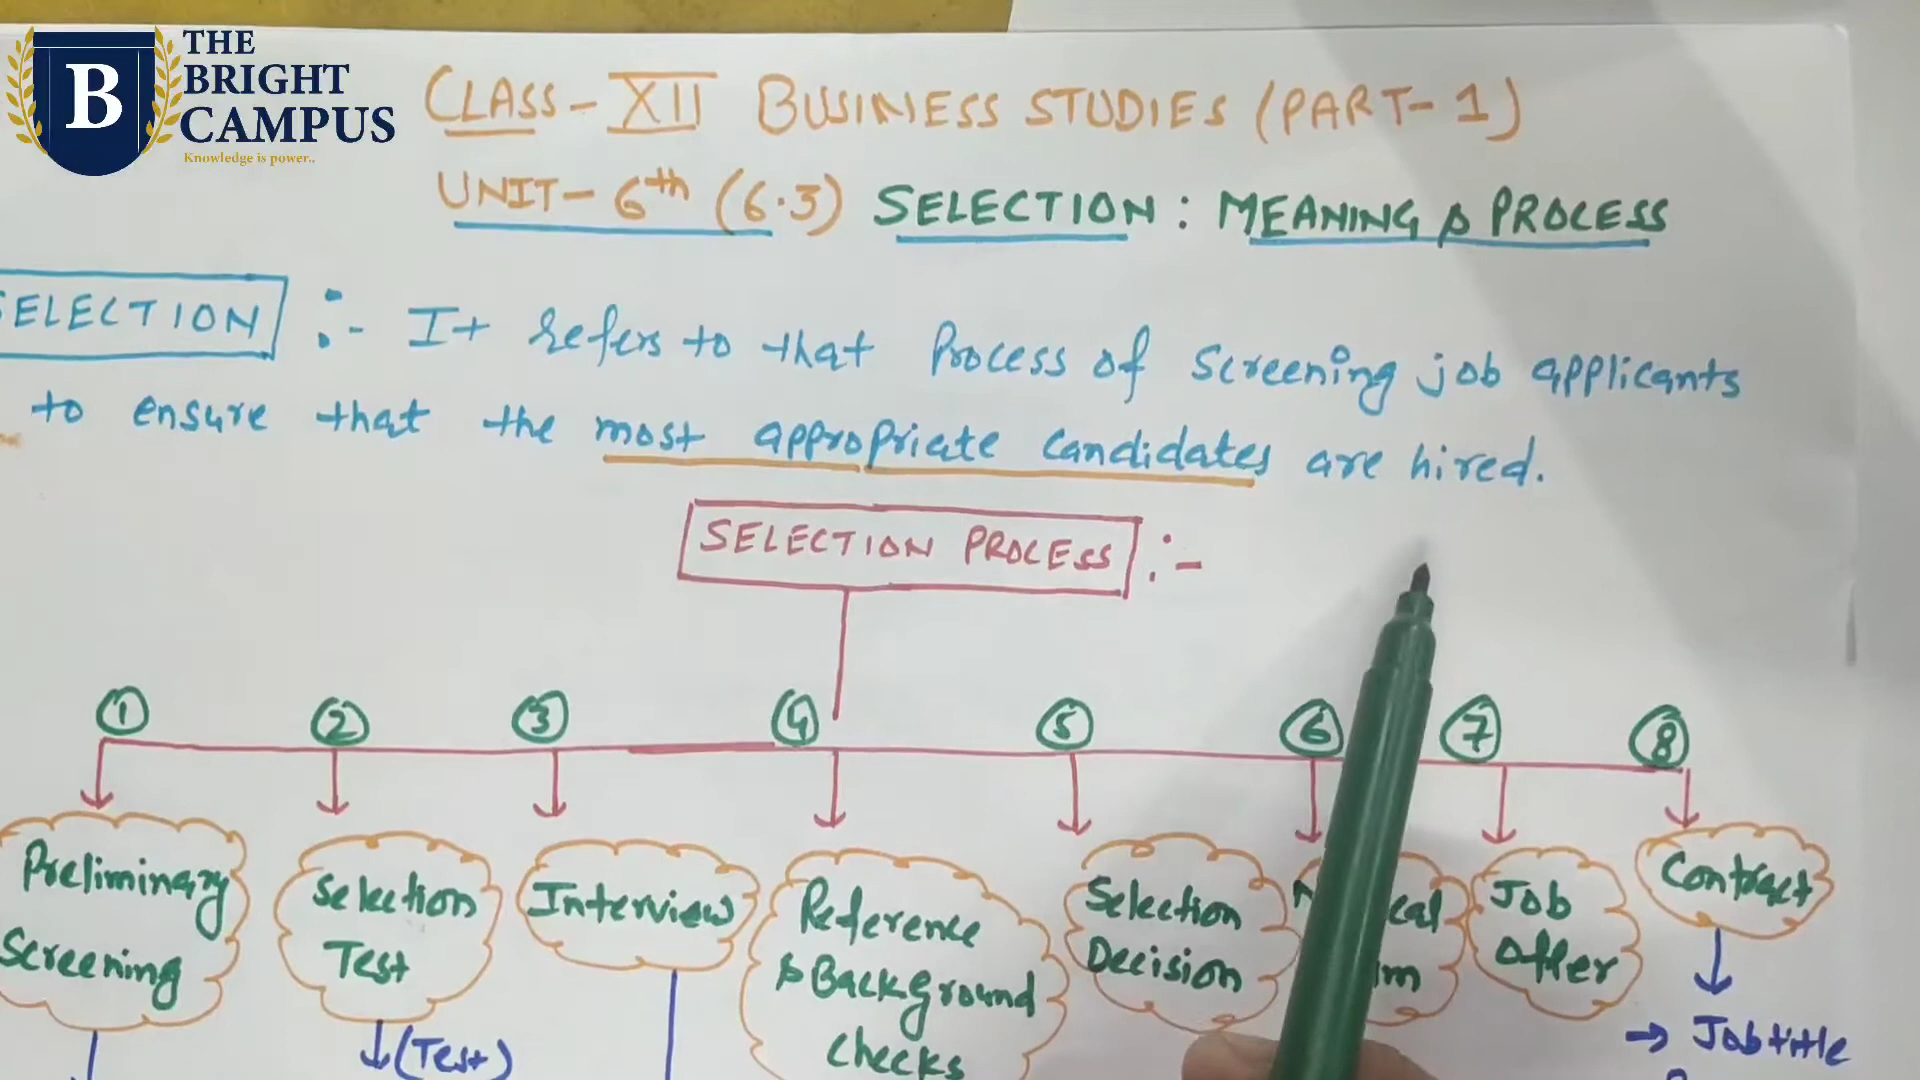 THE
BRIGHT
CAMPUS
Knowledge is power..
B
CLASS-XII BUSINESS STUDIES (PART-1)
UNIT-6th (6.3) SELECTION: MEANING & PROCESS
SELECTION :- It refers to that Process of Screening job applicants
to ensure that the most appropriate candidates are hired.
SELECTION PROCESS :-
1 2 3 4 5 6 7 8
Preliminary
Screening
Selection
Test
(Test)
Interview
Reference
& Background
checks
Selection
Decision
Job
Offer
Contract
→ Job title